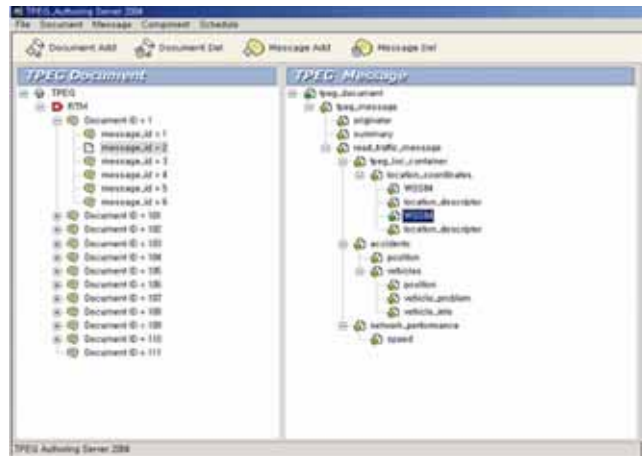 TPEG Authoring Server 2004
File Document Message Component Schedule
Document Add Document Del Message Add Message Del
TPEG Document
TPEG
RTM
Document ID = 1
message_id = 1
message_id = 2
message_id = 3
message_id = 4
message_id = 5
message_id = 6
Document ID = 101
Document ID = 102
Document ID = 103
Document ID = 104
Document ID = 105
Document ID = 106
Document ID = 107
Document ID = 108
Document ID = 109
Document ID = 110
Document ID = 111
TPEG Message
tpeg_document
tpeg_message
originator
summary
road_traffic_message
tpeg_loc_container
location_coordinates
WGS84
location_descriptor
WGS84
location_descriptor
accidents
position
vehicles
position
vehicle_problem
vehicle_info
network_performance
speed
TPEG Authoring Server 2004